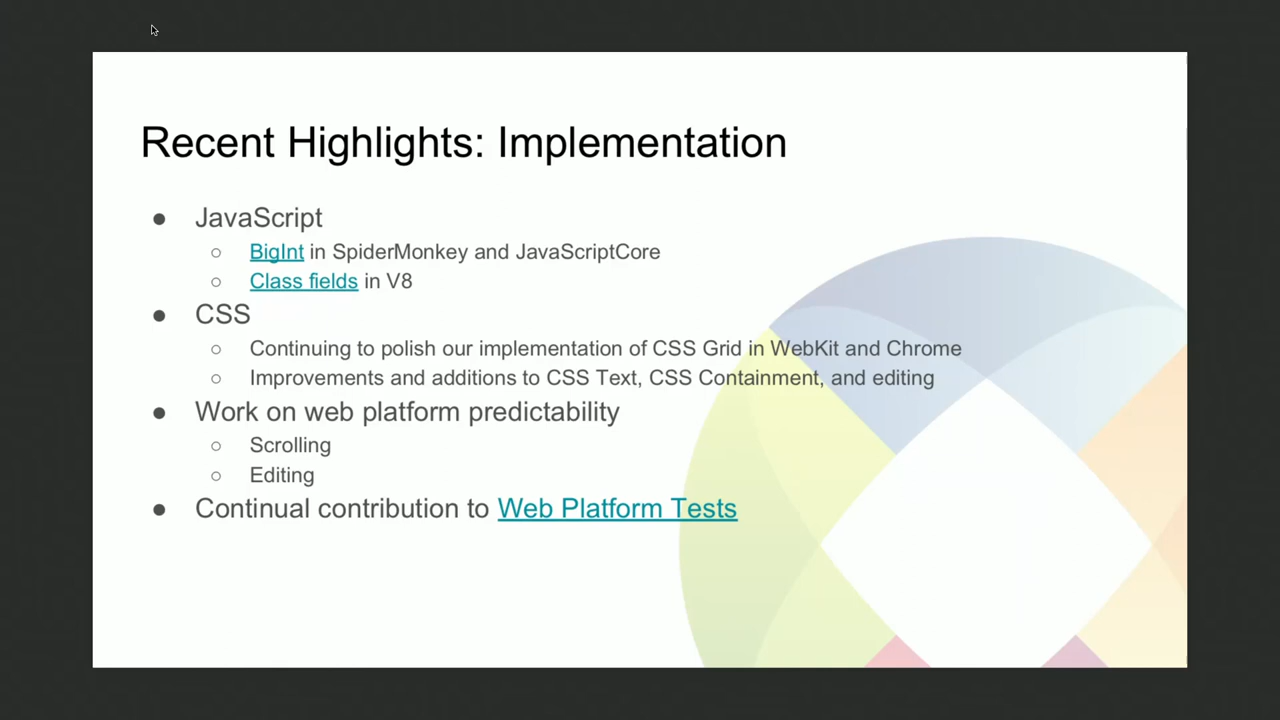 Recent Highlights: Implementation
● JavaScript
○ BigInt in SpiderMonkey and JavaScriptCore
○ Class fields in V8
● CSS
○ Continuing to polish our implementation of CSS Grid in WebKit and Chrome
○ Improvements and additions to CSS Text, CSS Containment, and editing
● Work on web platform predictability
○ Scrolling
○ Editing
● Continual contribution to Web Platform Tests